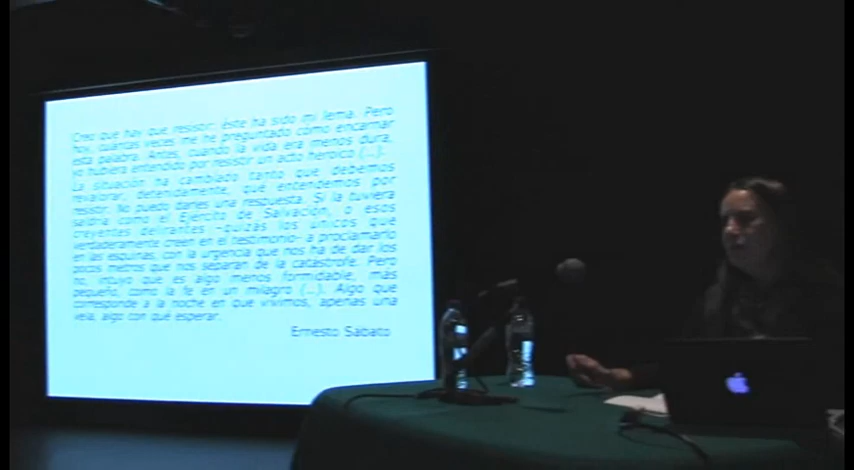 Creo que hay que resistir: éste ha sido mi lema. Pero
hoy, cuántas veces me he preguntado cómo encarnar
esta palabra. Antes, cuando la vida era menos dura,
yo hubiera entendido por resistir un acto heroico (...).
La situación ha cambiado tanto que debemos
revalorar, detenidamente, qué entendemos por
resistir. No puedo darles una respuesta. Si la tuviera
saldría como el Ejército de Salvación, o esos
creyentes delirantes –quizás los únicos que
verdaderamente creen en el testimonio- a proclamarlo
en las esquinas, con la urgencia que nos ha de dar los
pocos metros que nos separan de la catástrofe. Pero
no, intuyo que es algo menos formidable, más
pequeño, como la fe en un milagro (...). Algo que
corresponde a la noche en que vivimos, apenas una
vela, algo con qué esperar.
Ernesto Sábato